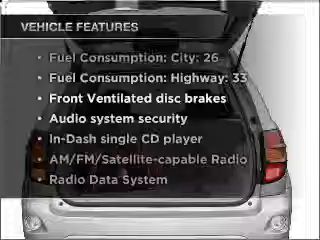 VEHICLE FEATURES
• Fuel Consumption: City: 26
• Fuel Consumption: Highway: 33
• Front Ventilated disc brakes
• Audio system security
• In-Dash single CD player
• AM/FM/Satellite-capable Radio
• Radio Data System